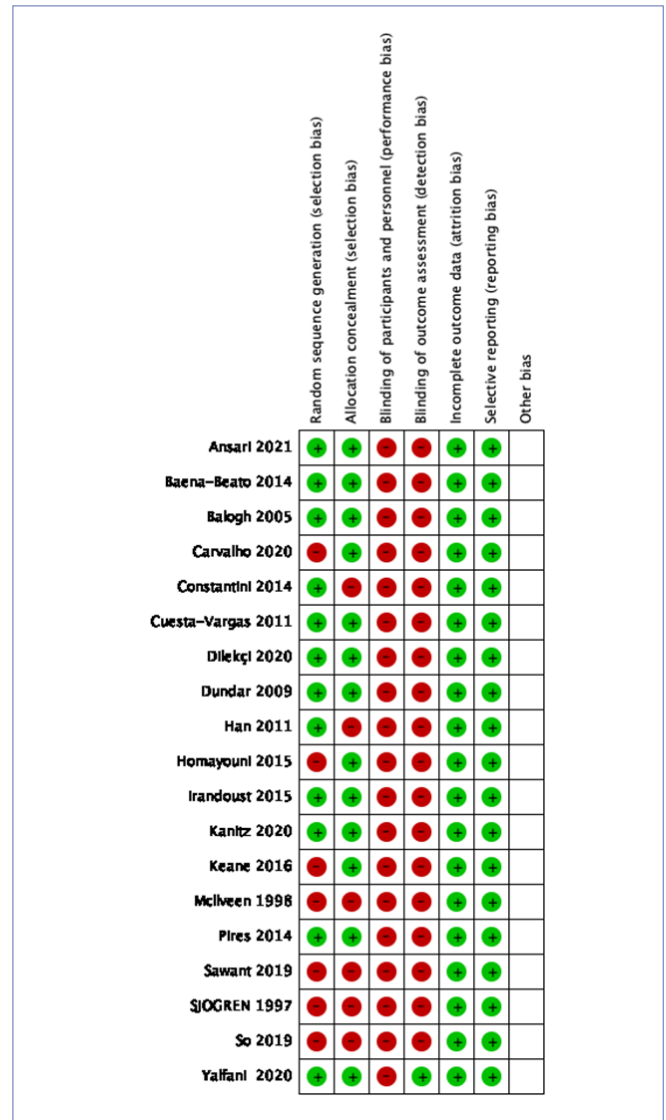 Random sequence generation (selection bias)
Allocation concealment (selection bias)
Blinding of participants and personnel (performance bias)
Blinding of outcome assessment (detection bias)
Incomplete outcome data (attrition bias)
Selective reporting (reporting bias)
Other bias
Ansari 2021 + + - - + +
Baena-Beato 2014 + + - - + +
Balogh 2005 + + - - + +
Carvalho 2020 - + - - + +
Constantini 2014 + - - - + +
Cuesta-Vargas 2011 + + - - + +
Dilekçi 2020 + + - - + +
Dundar 2009 + + - - + +
Han 2011 + - - - + +
Homayouni 2015 - + - - + +
Irandoust 2015 + + - - + +
Kanitz 2020 + + - - + +
Keane 2016 - + - - + +
McIlveen 1998 - - - - + +
Pires 2014 + + - - + +
Sawant 2019 - - - - + +
SJOGREN 1997 - - - - + +
So 2019 - - - - + +
Yalfani 2020 + + - + + +